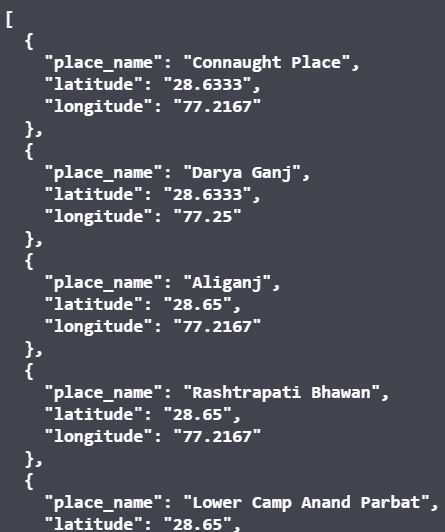 [
  {
    "place_name": "Connaught Place",
    "latitude": "28.6333",
    "longitude": "77.2167"
  },
  {
    "place_name": "Darya Ganj",
    "latitude": "28.6333",
    "longitude": "77.25"
  },
  {
    "place_name": "Aliganj",
    "latitude": "28.65",
    "longitude": "77.2167"
  },
  {
    "place_name": "Rashtrapati Bhawan",
    "latitude": "28.65",
    "longitude": "77.2167"
  },
  {
    "place_name": "Lower Camp Anand Parbat",
    "latitude": "28.65",